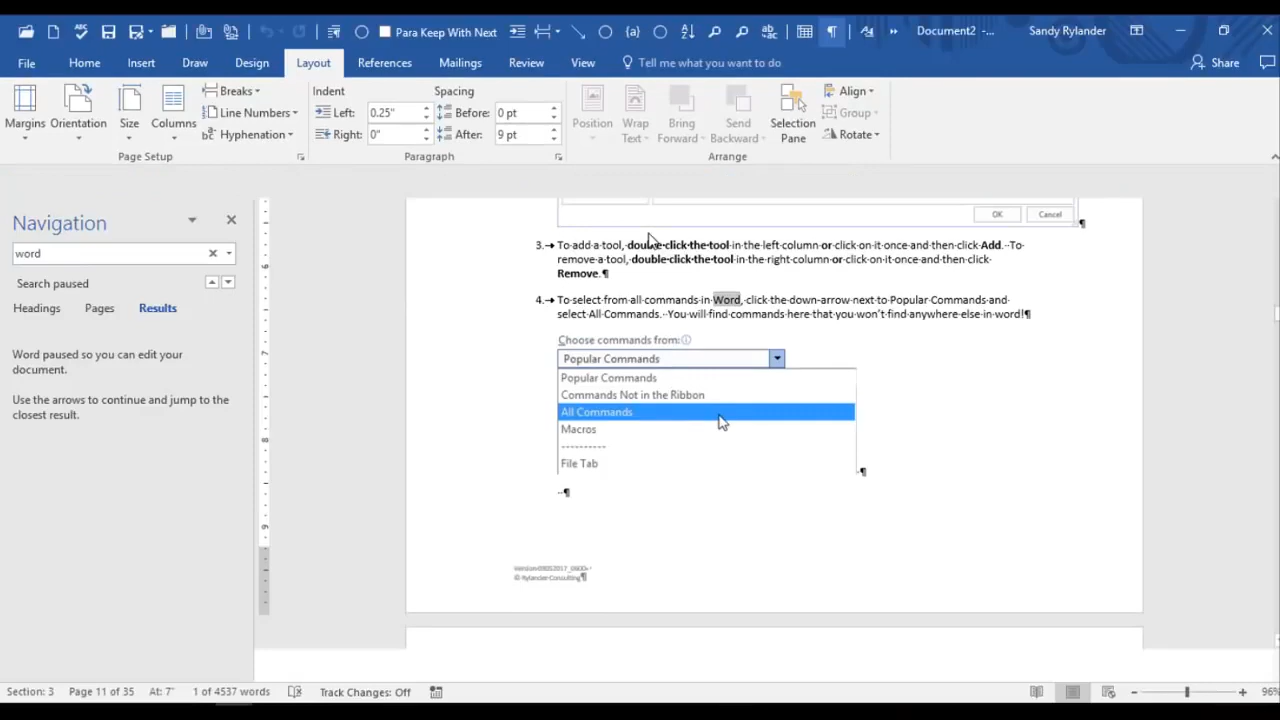 Para Keep With Next
Document2 -...
Sandy Rylander
File
Home
Insert
Draw
Design
Layout
References
Mailings
Review
View
Tell me what you want to do
Share
Margins
Orientation
Size
Columns
Breaks
Line Numbers
Hyphenation
Page Setup
Indent
Left: 0.25"
Right: 0"
Spacing
Before: 0 pt
After: 9 pt
Paragraph
Position
Wrap
Text
Bring
Forward
Send
Backward
Selection
Pane
Align
Group
Rotate
Arrange
Navigation
word
Search paused
Headings
Pages
Results
Word paused so you can edit your
document.
Use the arrows to continue and jump to the
closest result.
OK
Cancel
3. To add a tool, double-click the tool in the left column or click on it once and then click Add. To
remove a tool, double-click the tool in the right column or click on it once and then click
Remove.
4. To select from all commands in Word, click the down-arrow next to Popular Commands and
select All Commands. You will find commands here that you won't find anywhere else in word!
Choose commands from:
Popular Commands
Popular Commands
Commands Not in the Ribbon
All Commands
Macros
----------
File Tab
© Rylander Consulting
6
7
8
9
Section: 3
Page 11 of 35
At: 7"
1 of 4537 words
Track Changes: Off
96%